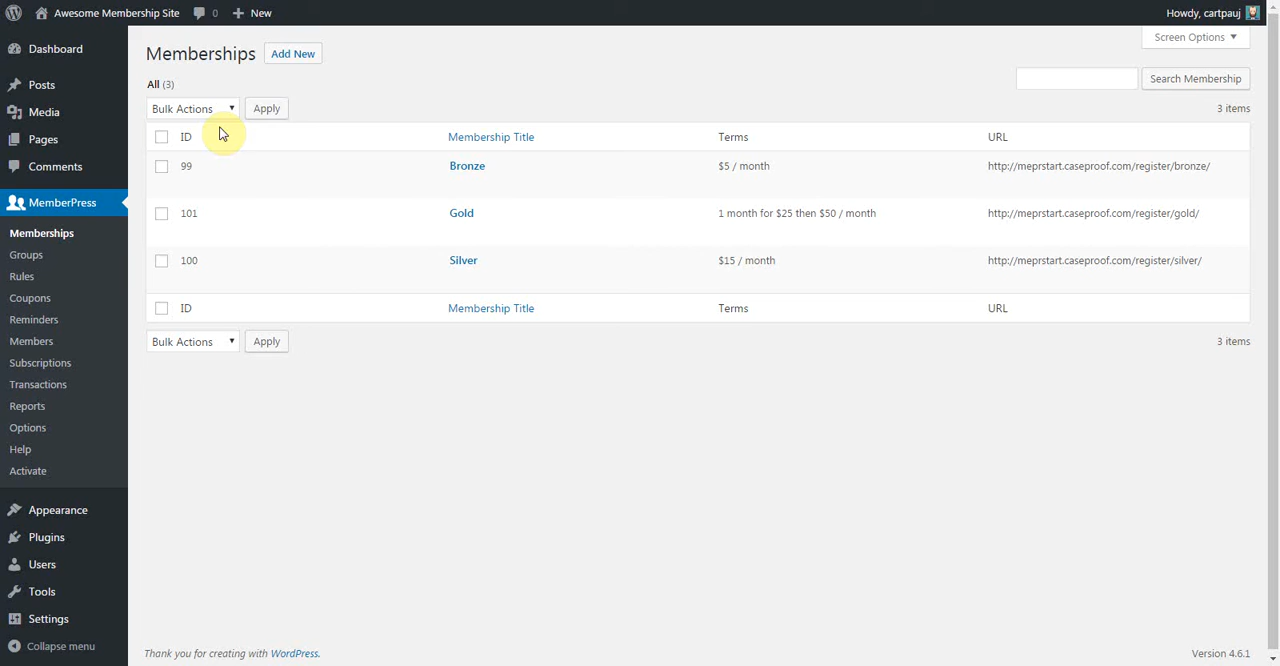 Awesome Membership Site 0 New Howdy, cartpauj
Dashboard
Posts
Media
Pages
Comments
MemberPress
Memberships
Groups
Rules
Coupons
Reminders
Members
Subscriptions
Transactions
Reports
Options
Help
Activate
Appearance
Plugins
Users
Tools
Settings
Collapse menu
Screen Options
Memberships Add New
All (3)
Search Membership
Bulk Actions Apply 3 items
ID Membership Title Terms URL
99 Bronze $5 / month http://meprstart.caseproof.com/register/bronze/
101 Gold 1 month for $25 then $50 / month http://meprstart.caseproof.com/register/gold/
100 Silver $15 / month http://meprstart.caseproof.com/register/silver/
ID Membership Title Terms URL
Bulk Actions Apply 3 items
Thank you for creating with WordPress. Version 4.6.1